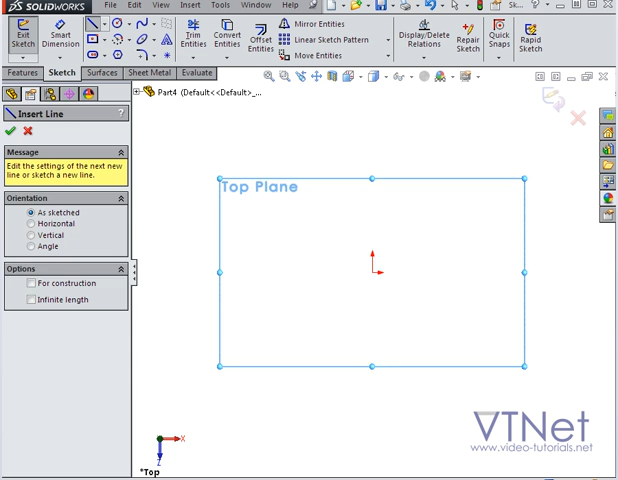 SOLIDWORKS File Edit View Insert Tools Window Help Sk... ?
Exit Sketch
Smart Dimension
Trim Entities
Convert Entities
Offset Entities
Mirror Entities
Linear Sketch Pattern
Move Entities
Display/Delete Relations
Repair Sketch
Quick Snaps
Rapid Sketch
Features Sketch Surfaces Sheet Metal Evaluate
Part4 (Default<<Default>_...
Insert Line ?
Message
Edit the settings of the next new line or sketch a new line.
Orientation
As sketched
Horizontal
Vertical
Angle
Options
For construction
Infinite length
Top Plane
X
Z
*Top
VTNet
www.video-tutorials.net